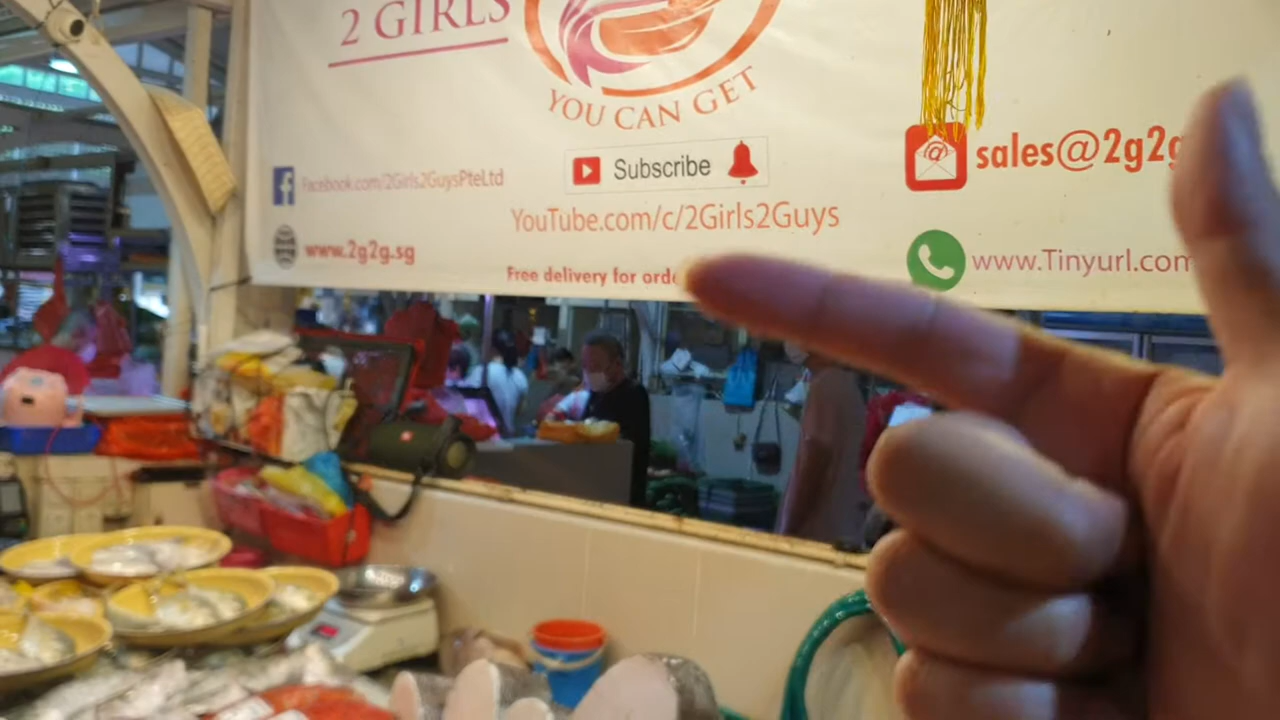 2 GIRLS
YOU CAN GET
Subscribe
Facebook.com/2Girls2GuysPteLtd
YouTube.com/c/2Girls2Guys
www.2g2g.sg
Free delivery for
sales@2g2g
www.Tinyurl.com